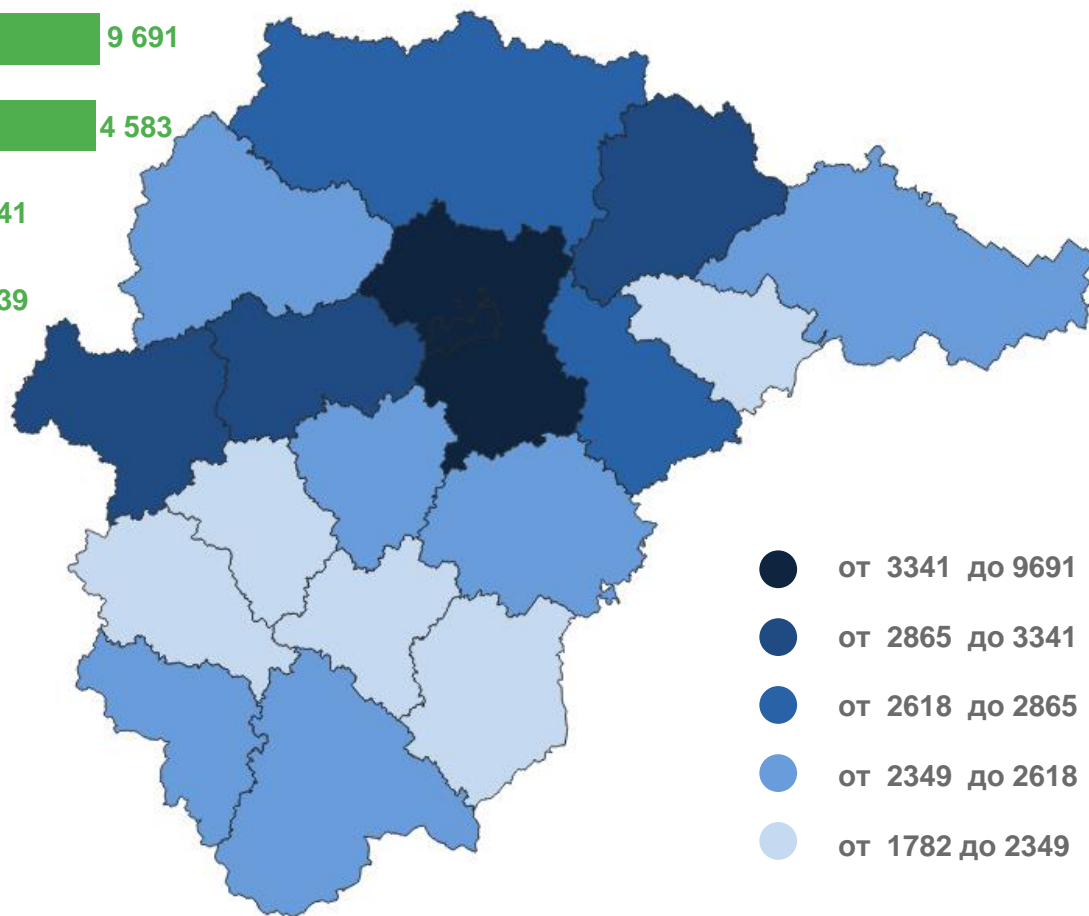 9 691
4 583
41
39
от 3341 до 9691
от 2865 до 3341
от 2618 до 2865
от 2349 до 2618
от 1782 до 2349